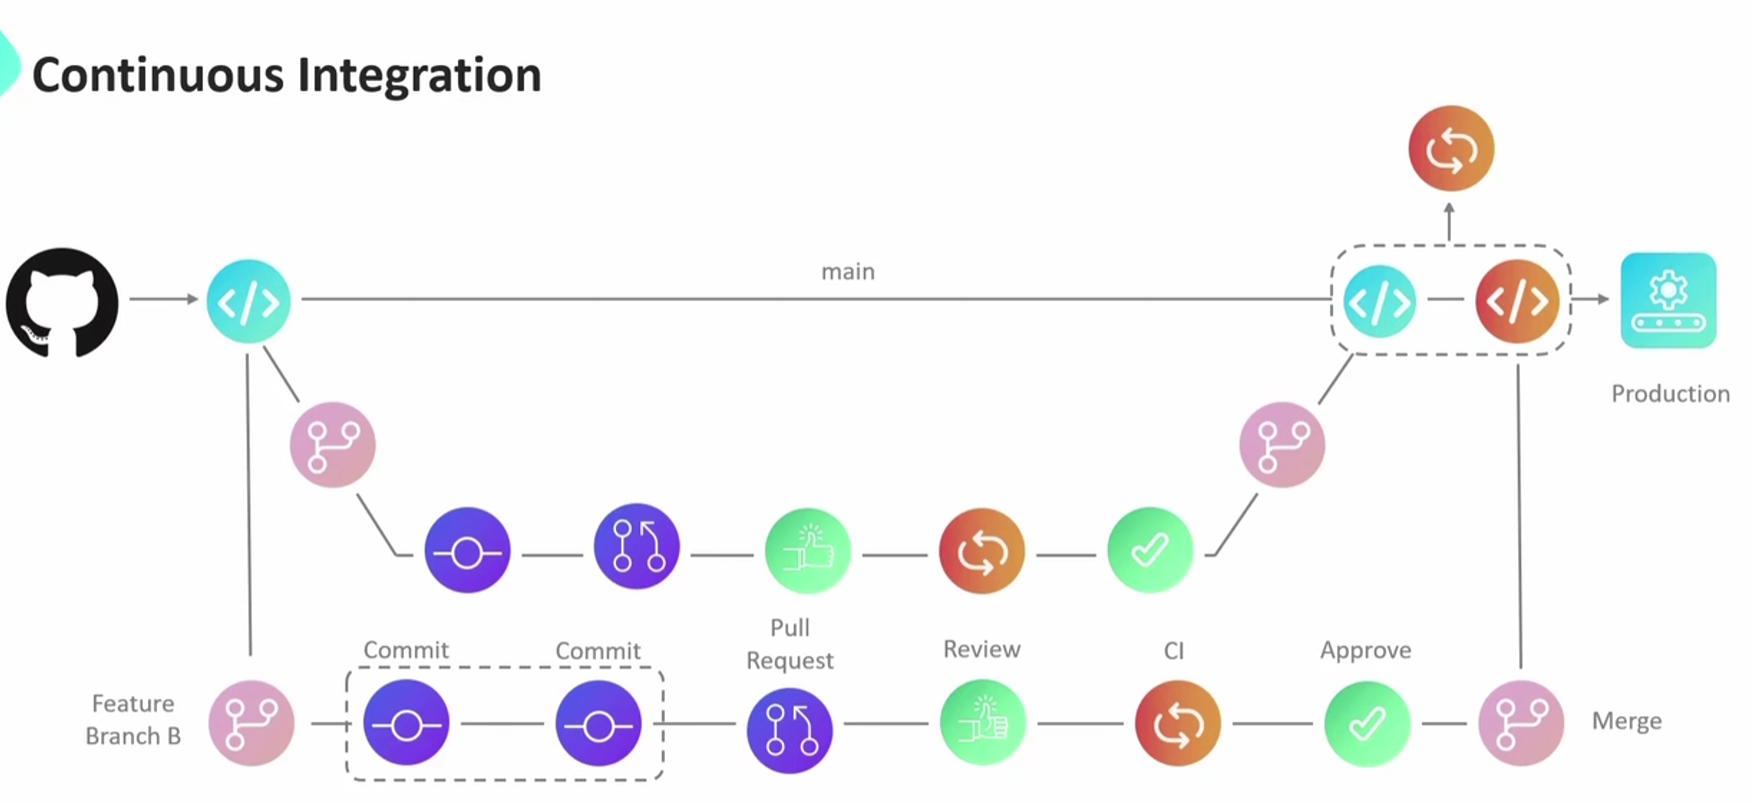 Continuous Integration
main
Production
Pull
Request
Commit
Commit
Review
CI
Approve
Feature
Branch B
Merge